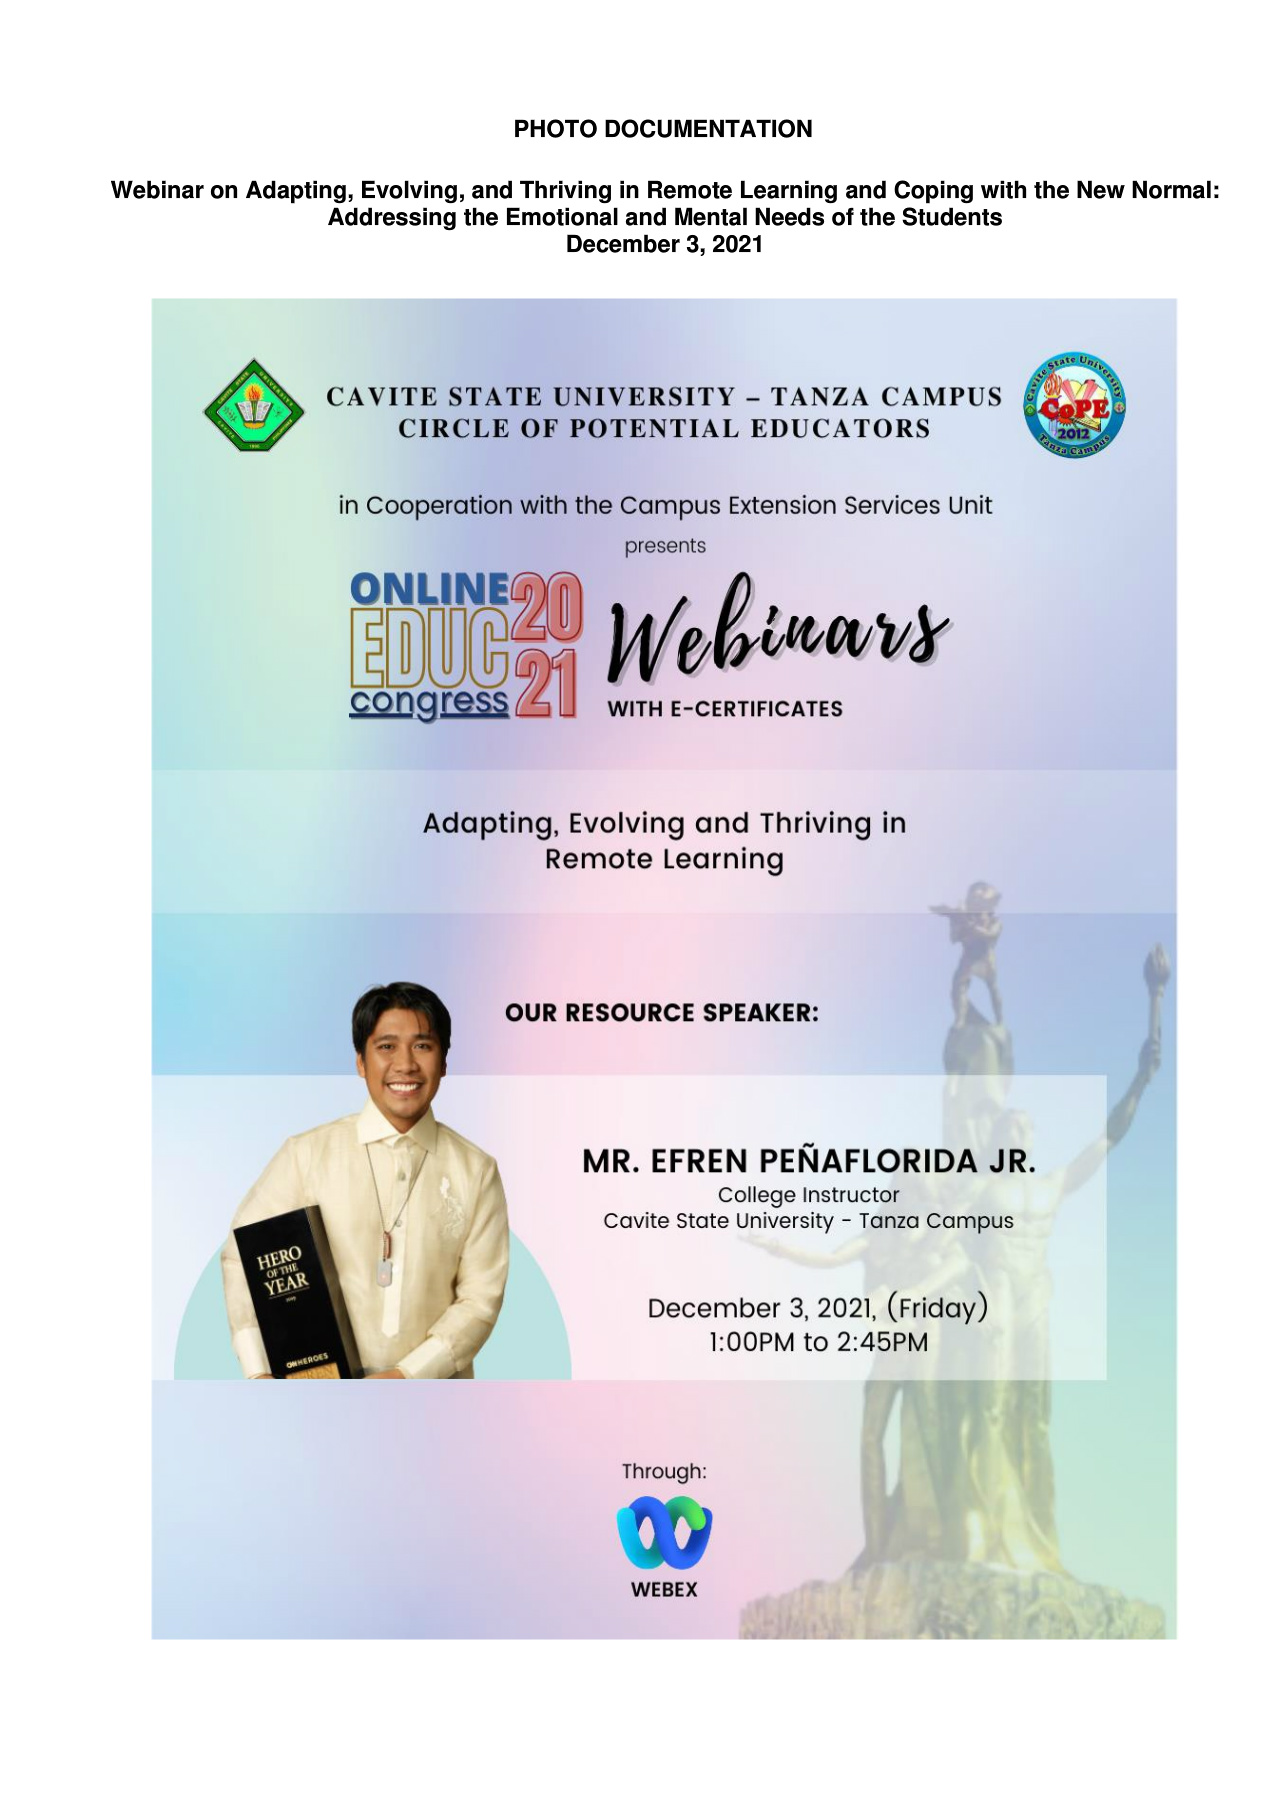 PHOTO DOCUMENTATION
Webinar on Adapting, Evolving, and Thriving in Remote Learning and Coping with the New Normal:
Addressing the Emotional and Mental Needs of the Students
December 3, 2021
CAVITE STATE UNIVERSITY – TANZA CAMPUS
CIRCLE OF POTENTIAL EDUCATORS
Cavite State University
CoPE
2012
Tanza Campus
in Cooperation with the Campus Extension Services Unit
presents
ONLINE
EDUC
congress
20
21
Webinars
WITH E-CERTIFICATES
Adapting, Evolving and Thriving in
Remote Learning
OUR RESOURCE SPEAKER:
MR. EFREN PEÑAFLORIDA JR.
College Instructor
Cavite State University - Tanza Campus
HERO
OF THE
YEAR
CNN HEROES
December 3, 2021, (Friday)
1:00PM to 2:45PM
Through:
WEBEX